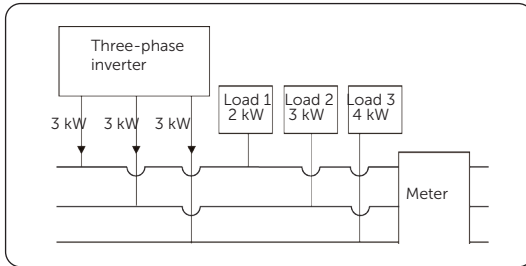 Three-phase
inverter
3 kW
3 kW
3 kW
Load 1
2 kW
Load 2
3 kW
Load 3
4 kW
Meter